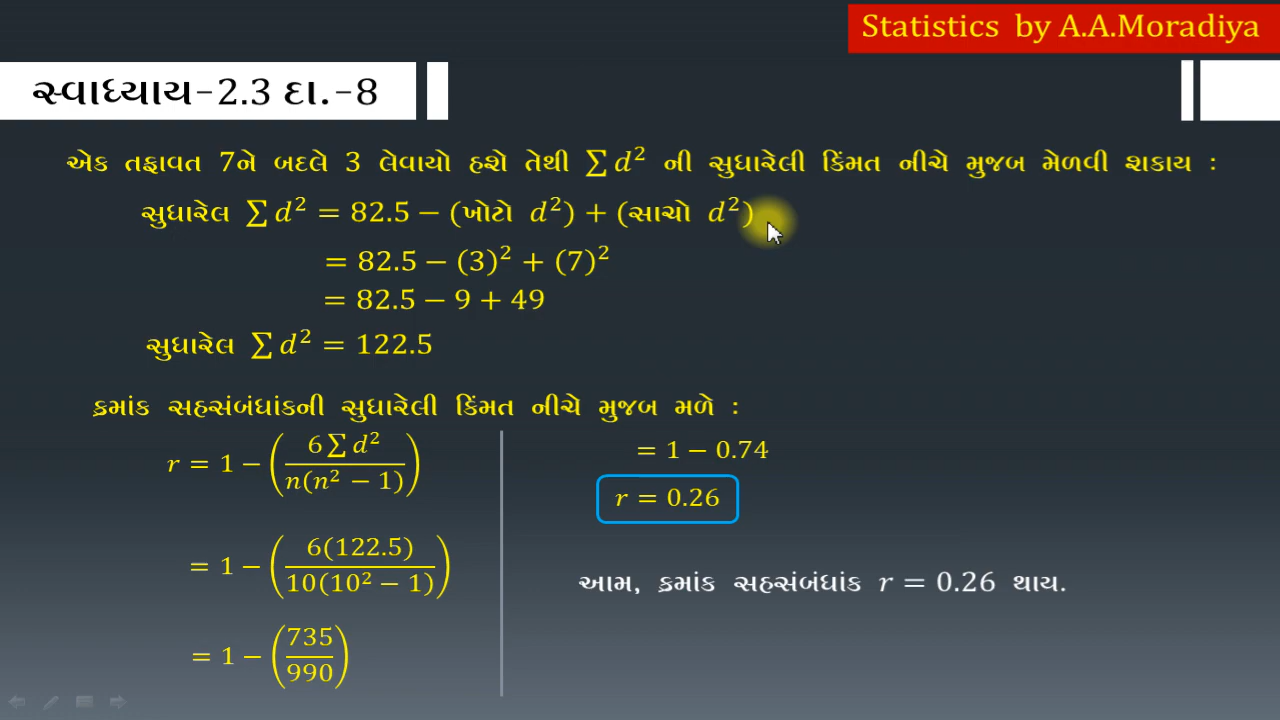 Statistics by A.A.Moradiya
સ્વાધ્યાય-2.3 દા.-8
એક તફાવત 7ને બદલે 3 લેવાયો હશે તેથી ∑d² ની સુધારેલી કિંમત નીચે મુજબ મેળવી શકાય :
સુધારેલ ∑d² = 82.5 − (ખોટો d²) + (સાચો d²)
= 82.5 − (3)² + (7)²
= 82.5 − 9 + 49
સુધારેલ ∑d² = 122.5
ક્રમાંક સહસંબંધાંકની સુધારેલી કિંમત નીચે મુજબ મળે :
r = 1 − (6∑d² / n(n² − 1))
= 1 − (6(122.5) / 10(10² − 1))
= 1 − (735 / 990)
= 1 − 0.74
r = 0.26
આમ, ક્રમાંક સહસંબંધાંક r = 0.26 થાય.